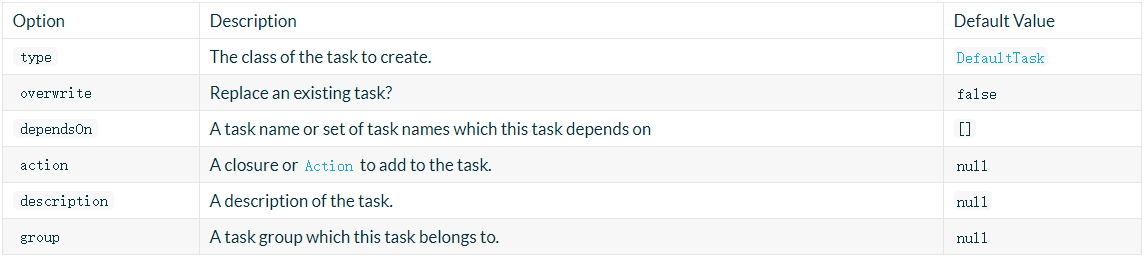 Option Description Default Value
type The class of the task to create. DefaultTask
overwrite Replace an existing task? false
dependsOn A task name or set of task names which this task depends on []
action A closure or Action to add to the task. null
description A description of the task. null
group A task group which this task belongs to. null